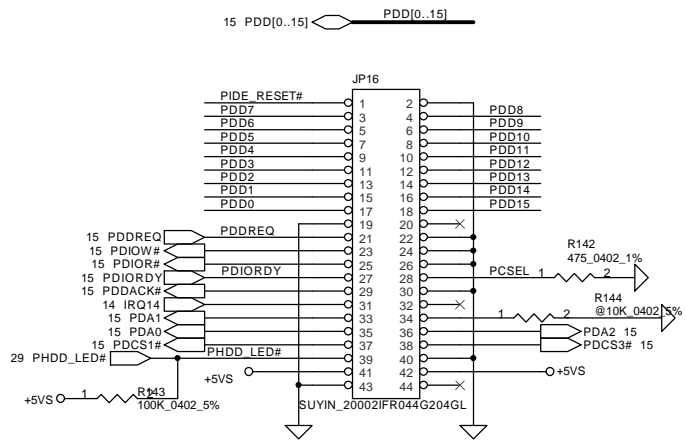 15 PDD[0..15] PDD[0..15]
JP16
PIDE_RESET# 1 2
PDD7 3 4 PDD8
PDD6 5 6 PDD9
PDD5 7 8 PDD10
PDD4 9 10 PDD11
PDD3 11 12 PDD12
PDD2 13 14 PDD13
PDD1 15 16 PDD14
PDD0 17 18 PDD15
19 20
15 PDDREQ PDDREQ 21 22
15 PDIOW# 23 24
15 PDIOR# 25 26
15 PDIORDY PDIORDY 27 28 PCSEL 1 2 R142 475_0402_1%
15 PDDACK# 29 30
14 IRQ14 31 32
15 PDA1 33 34 1 2 R144 @10K_0402_5%
15 PDA0 35 36 PDA2 15
15 PDCS1# 37 38 PDCS3# 15
29 PHDD_LED# PHDD_LED# 39 40
+5VS 41 42 +5VS
43 44
+5VS 1 2 R143 100K_0402_5%
SUYIN_20002IFR044G204GL